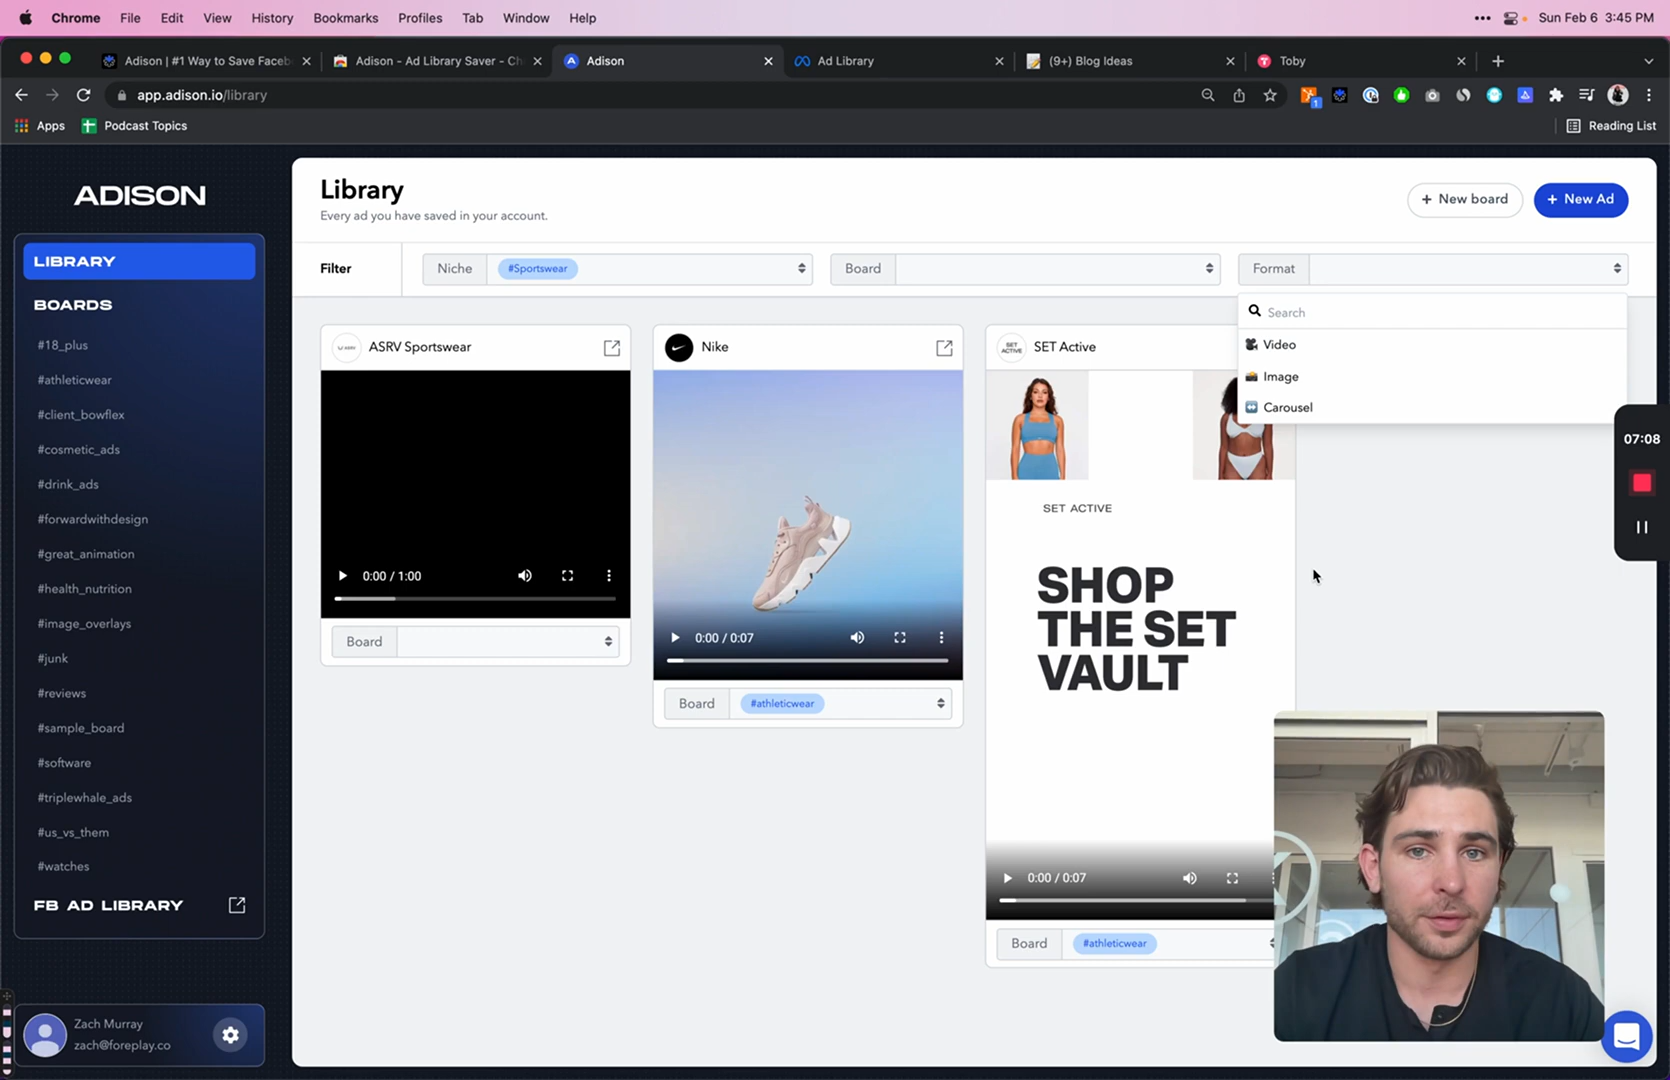 Chrome File Edit View History Bookmarks Profiles Tab Window Help
Sun Feb 6 3:45 PM
Adison | #1 Way to Save Faceb
Adison - Ad Library Saver - Ch
Adison
Ad Library
(9+) Blog Ideas
Toby
app.adison.io/library
1
Apps
Podcast Topics
Reading List
ADISON
LIBRARY
BOARDS
#18_plus
#athleticwear
#client_bowflex
#cosmetic_ads
#drink_ads
#forwardwithdesign
#great_animation
#health_nutrition
#image_overlays
#junk
#reviews
#sample_board
#software
#triplewhale_ads
#us_vs_them
#watches
FB AD LIBRARY
Zach Murray
zach@foreplay.co
Library
Every ad you have saved in your account.
+ New board
+ New Ad
Filter
Niche
#Sportswear
Board
Format
Search
Video
Image
Carousel
ASRV Sportswear
0:00 / 1:00
Board
Nike
0:00 / 0:07
Board
#athleticwear
SET ACTIVE
SET Active
SET ACTIVE
SHOP
THE SET
VAULT
0:00 / 0:07
Board
#athleticwear
07:08